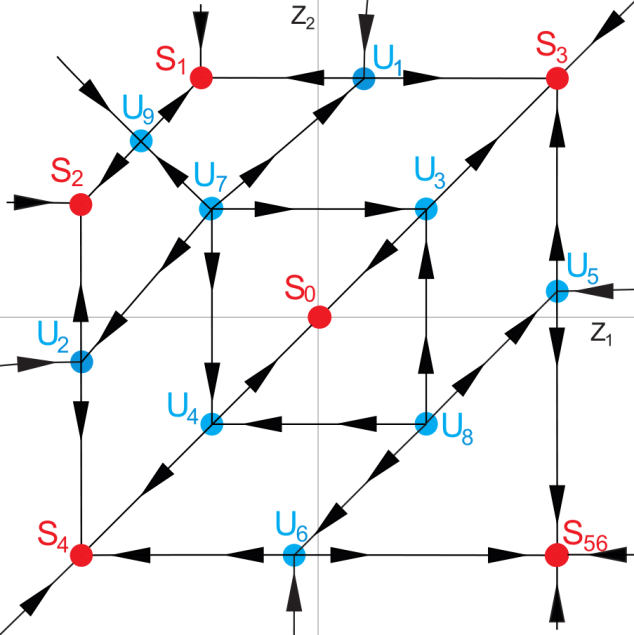 Z₂
S₁
U₁
S₃
U₉
S₂
U₇
U₃
S₀
U₅
U₂
Z₁
U₄
U₈
S₄
U₆
S₅₆